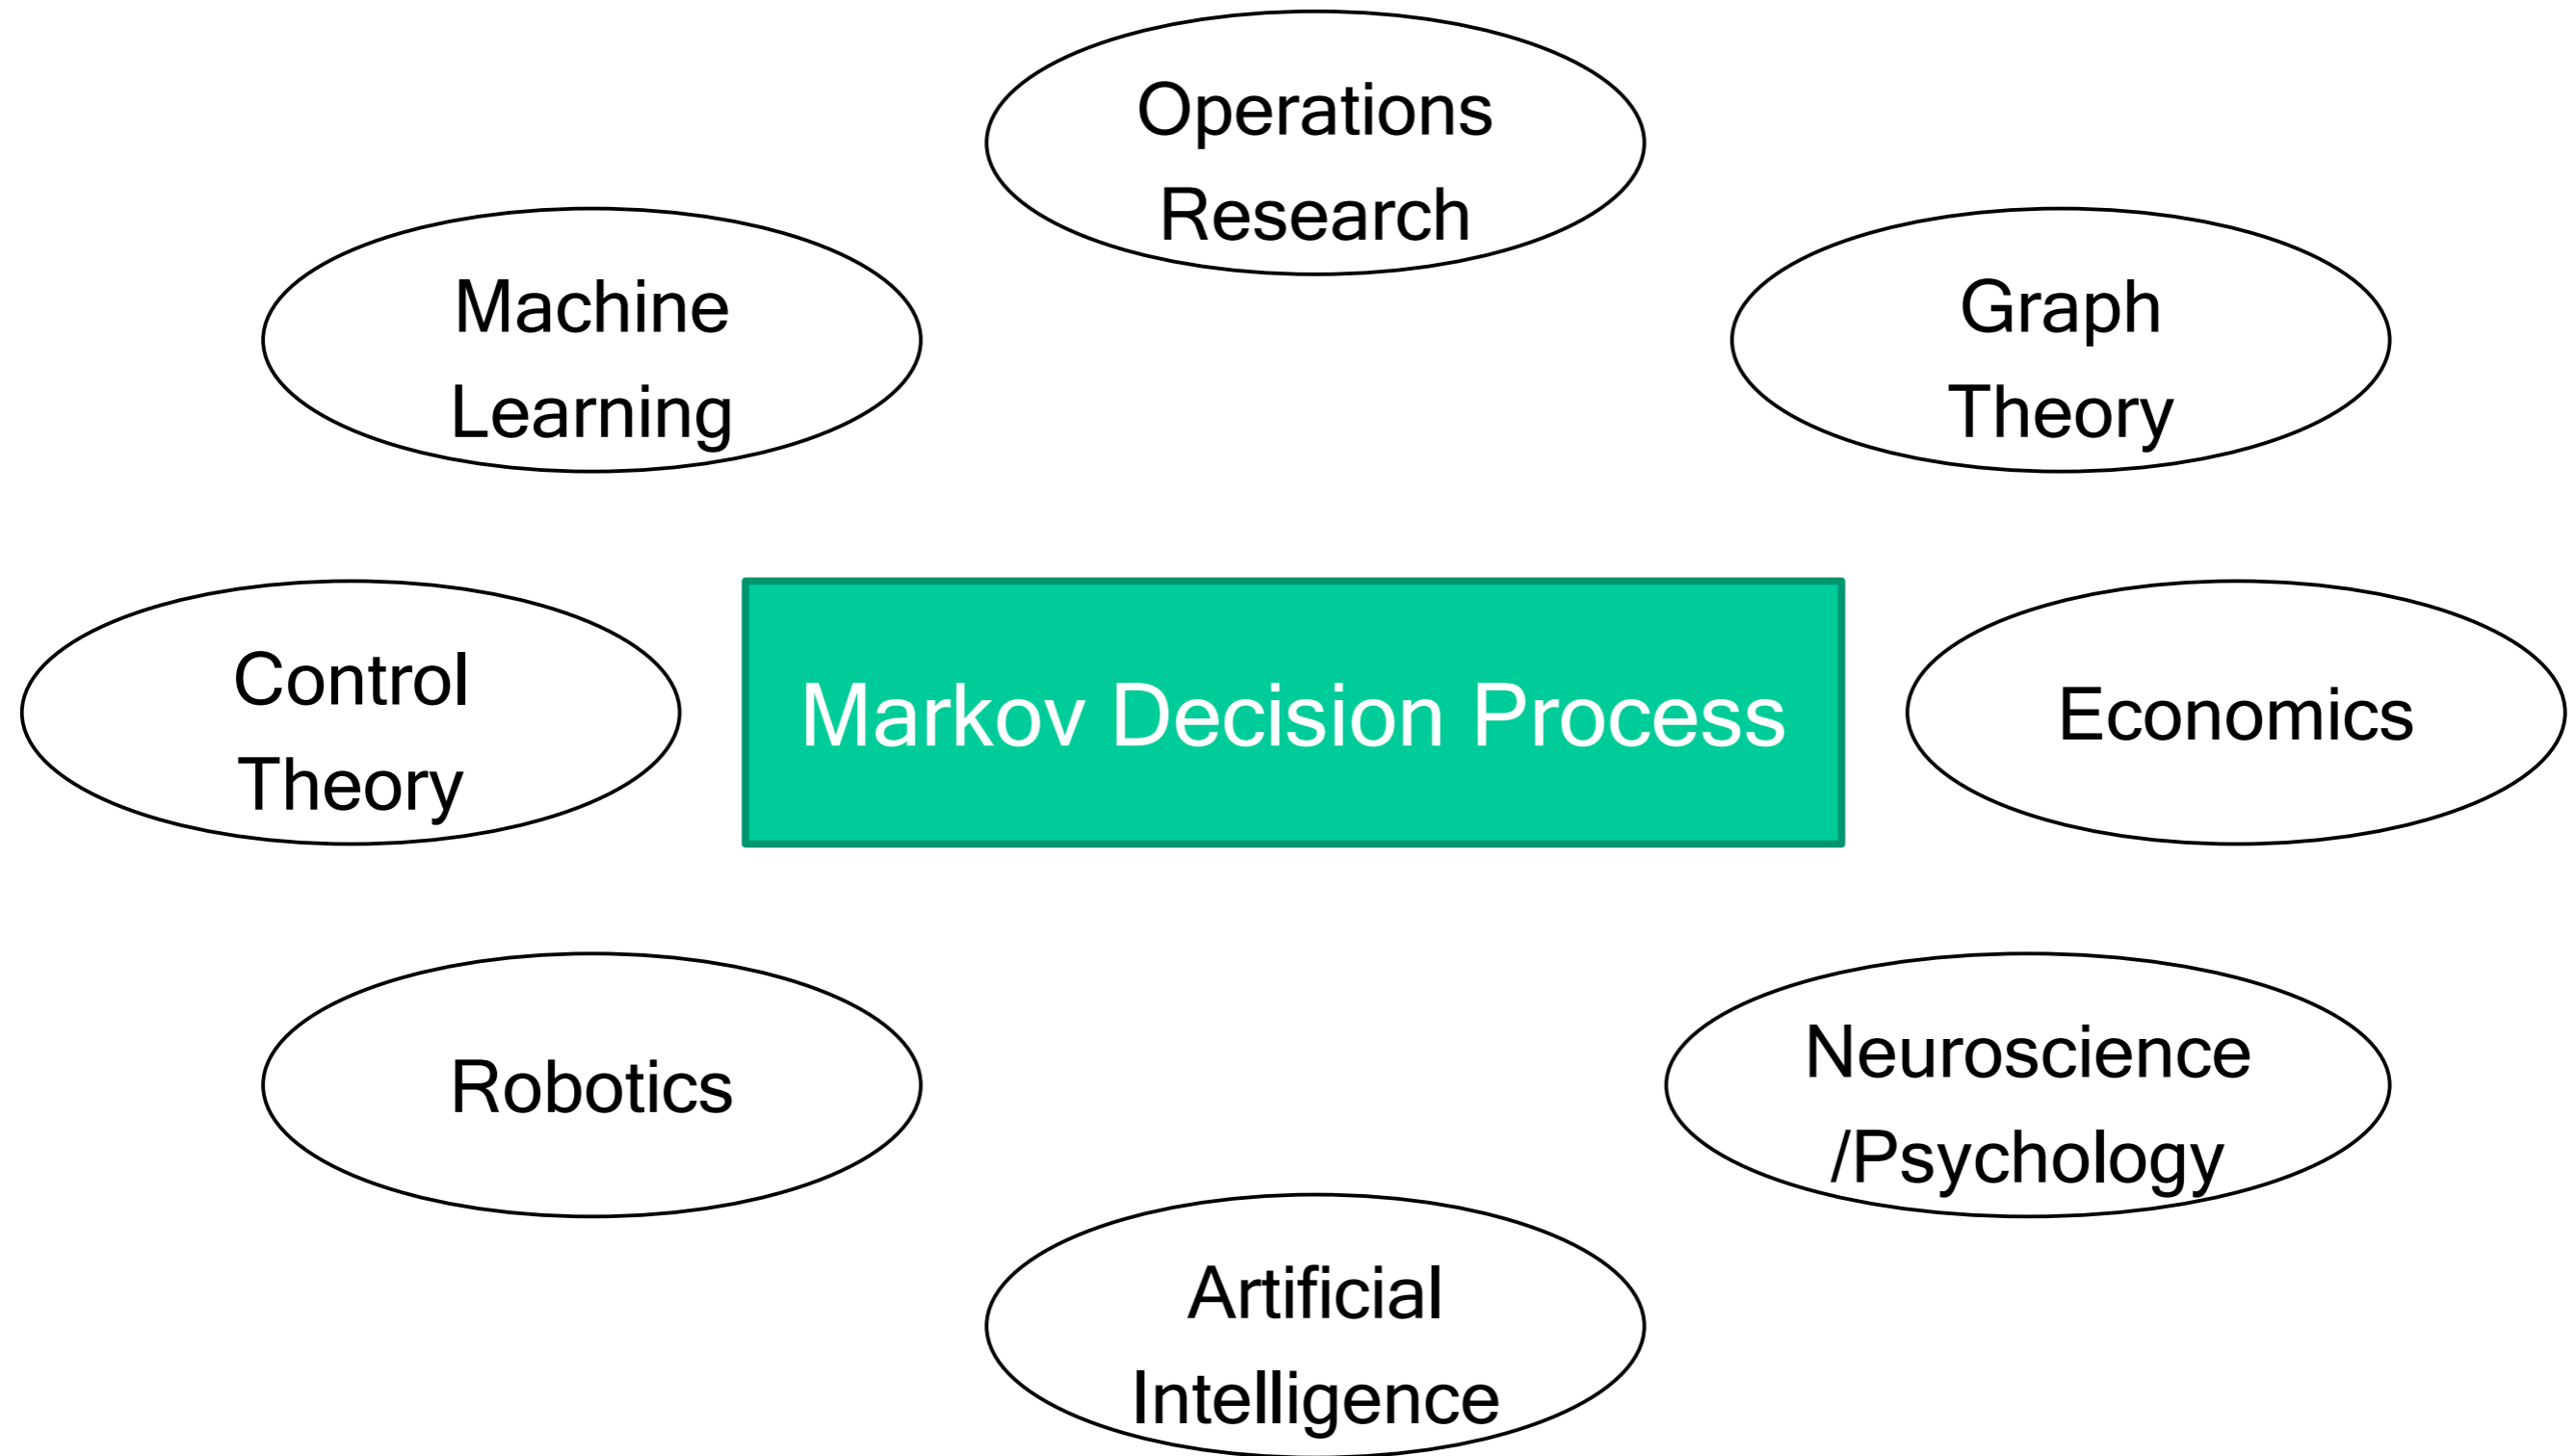 Operations
Research
Machine
Learning
Graph
Theory
Control
Theory
Markov Decision Process
Economics
Robotics
Neuroscience
/Psychology
Artificial
Intelligence